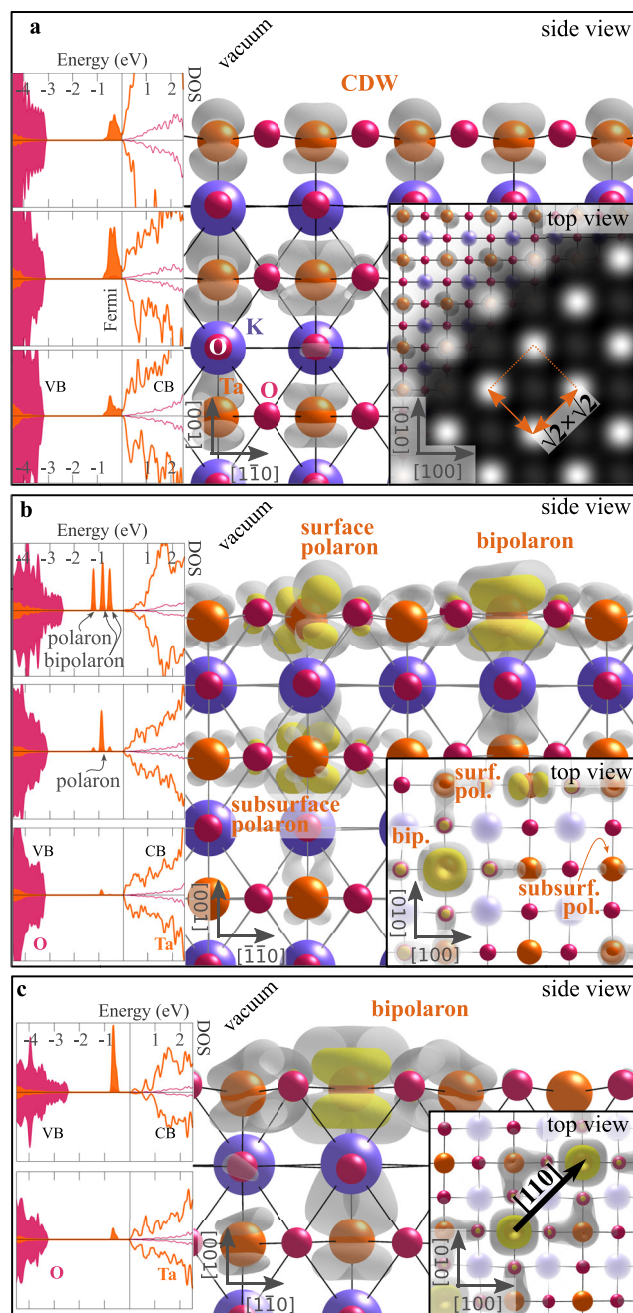 a
side view
Energy (eV)
-4 -3 -2 -1 1 2
DOS
vacuum
CDW
Fermi
VB
CB
-1 1
-4 -3 -2 -1 1 2
K
O
Ta
O
[001]
[11̅0]
top view
√2×√2
[010]
[100]
b
side view
Energy (eV)
-4 -3 -2 -1 1 2
DOS
vacuum
surface
polaron
bipolaron
polaron
bipolaron
polaron
subsurface
polaron
VB
CB
O
Ta
[001]
[1̅1̅0]
top view
surf.
pol.
bip.
subsurf.
pol.
[010]
[100]
c
side view
Energy (eV)
-4 -3 -2 -1 1 2
DOS
vacuum
bipolaron
VB
CB
O
Ta
[001]
[11̅0]
top view
[110]
[010]
[100]